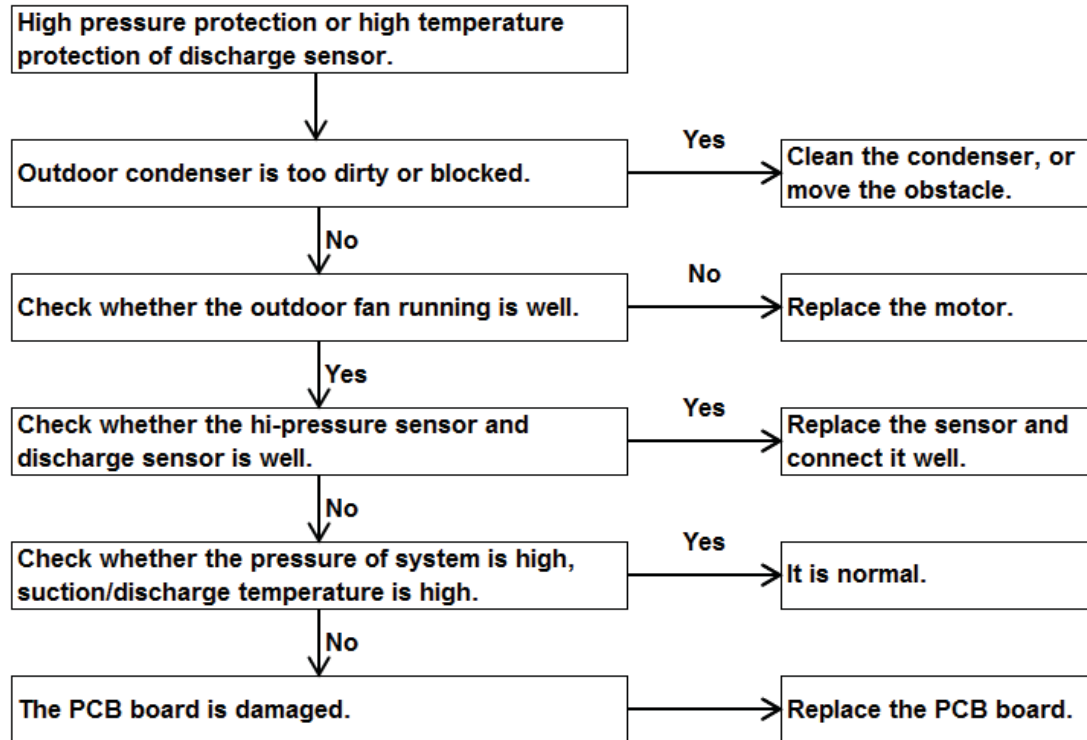 High pressure protection or high temperature
protection of discharge sensor.
Yes
Outdoor condenser is too dirty or blocked.
Clean the condenser, or
move the obstacle.
No
No
Check whether the outdoor fan running is well.
Replace the motor.
Yes
Yes
Check whether the hi-pressure sensor and
discharge sensor is well.
Replace the sensor and
connect it well.
No
Yes
Check whether the pressure of system is high,
suction/discharge temperature is high.
It is normal.
No
The PCB board is damaged.
Replace the PCB board.